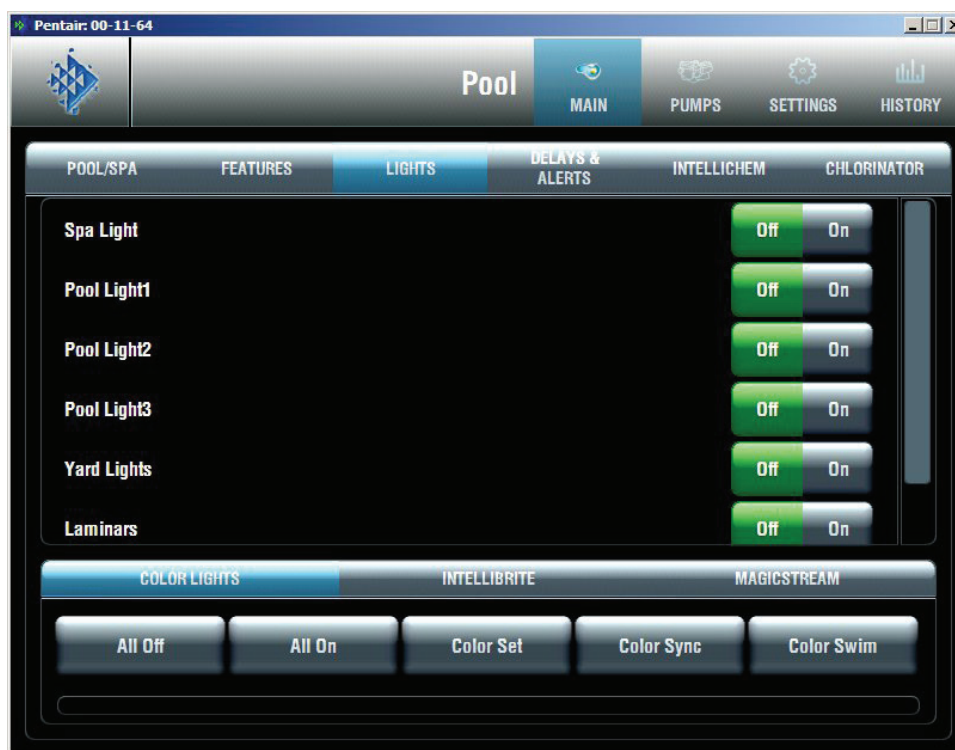 Pentair: 00-11-64
Pool
MAIN
PUMPS
SETTINGS
HISTORY
POOL/SPA
FEATURES
LIGHTS
DELAYS &
ALERTS
INTELLICHEM
CHLORINATOR
Spa Light Off On
Pool Light1 Off On
Pool Light2 Off On
Pool Light3 Off On
Yard Lights Off On
Laminars Off On
COLOR LIGHTS
INTELLIBRITE
MAGICSTREAM
All Off
All On
Color Set
Color Sync
Color Swim